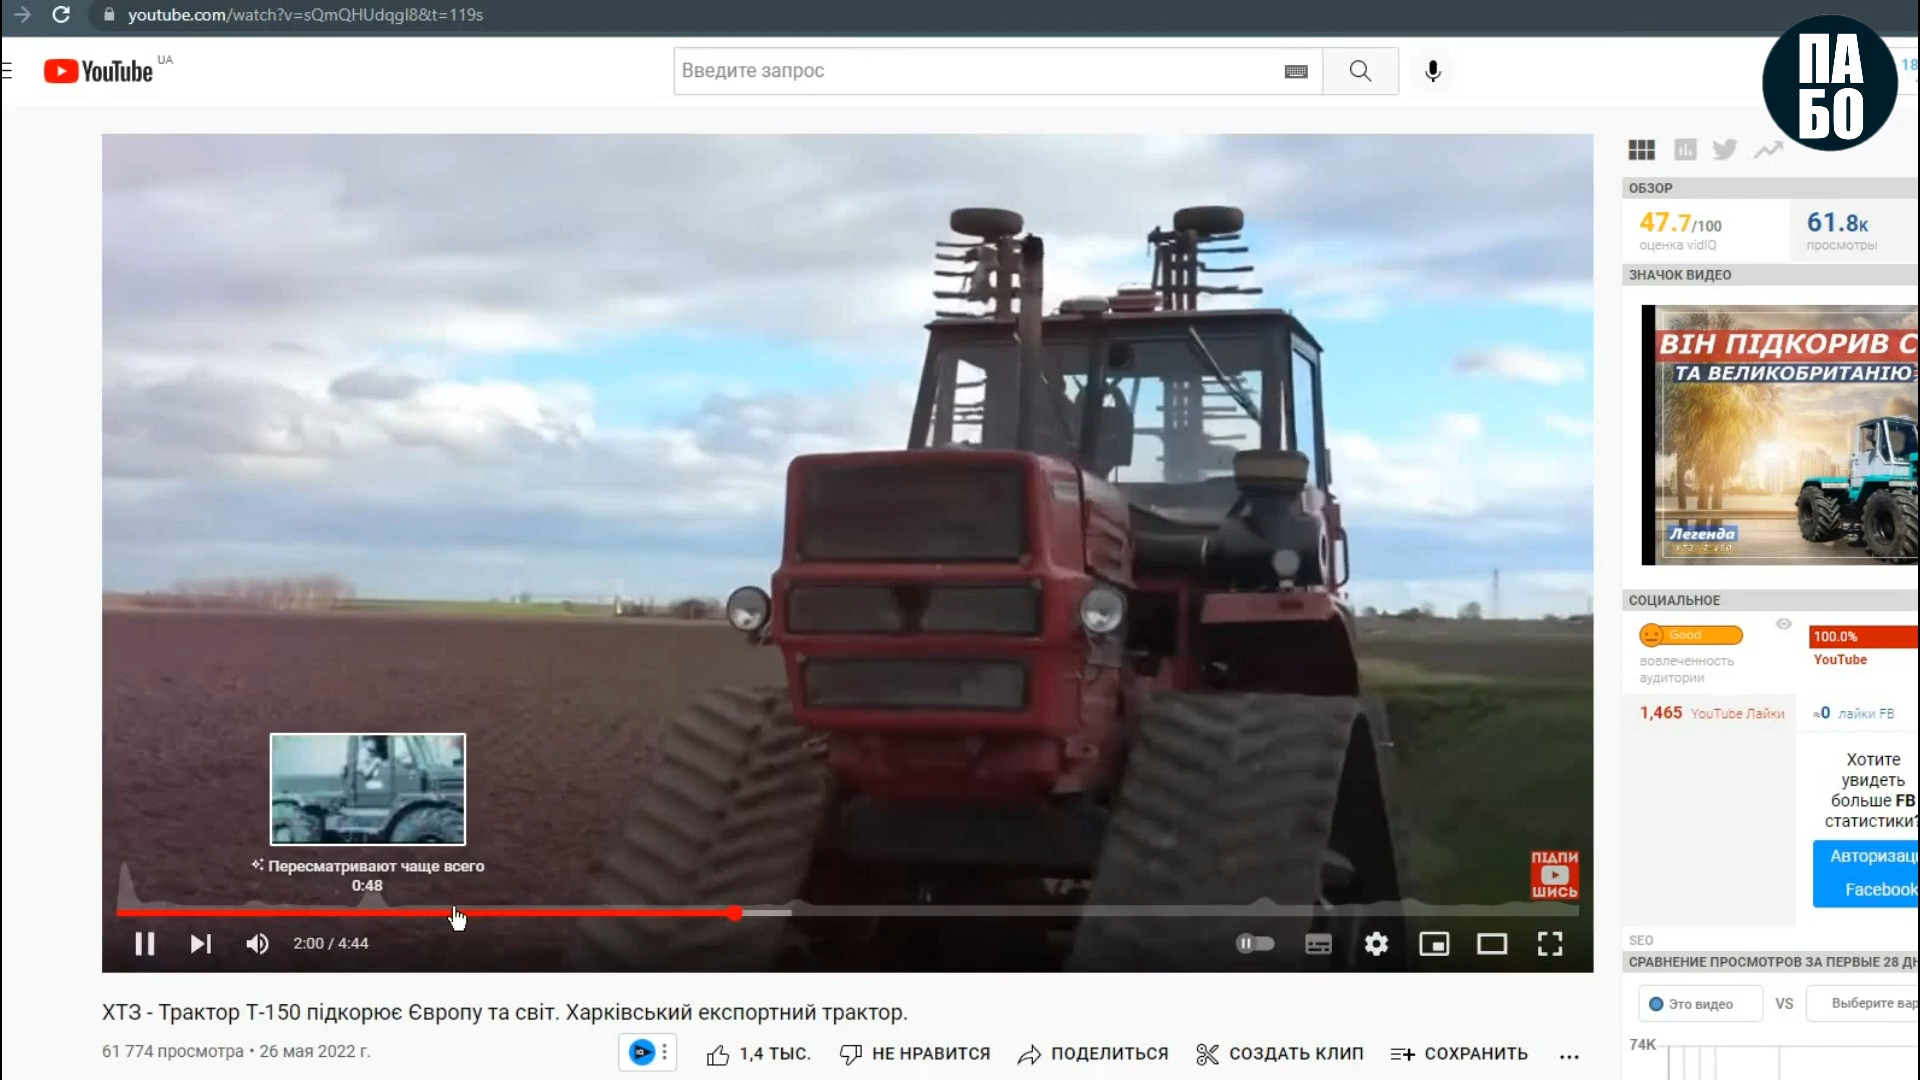 youtube.com/watch?v=sQmQHUdqgI8&t=119s
YouTube UA
Введите запрос
ПА
БО
18
ОБЗОР
47.7/100
оценка vidIQ
61.8к
просмотры
ЗНАЧОК ВИДЕО
ВІН ПІДКОРИВ С
ТА ВЕЛИКОБРИТАНІЮ
Легенда
ХТЗ/Т-150
СОЦИАЛЬНОЕ
Good
вовлеченность
аудитории
100.0%
YouTube
1,465 YouTube Лайки
≈0 лайки FB
Хотите
увидеть
больше FB
статистики?
Авторизац
Facebook
SEO
СРАВНЕНИЕ ПРОСМОТРОВ ЗА ПЕРВЫЕ 28 ДН
Это видео
VS
Выберите вар
74K
Пересматривают чаще всего
0:48
ПІДПИ
ШИСЬ
2:00 / 4:44
ХТЗ - Трактор Т-150 підкорює Європу та світ. Харківський експортний трактор.
61 774 просмотра • 26 мая 2022 г.
1,4 ТЫС.
НЕ НРАВИТСЯ
ПОДЕЛИТЬСЯ
СОЗДАТЬ КЛИП
СОХРАНИТЬ